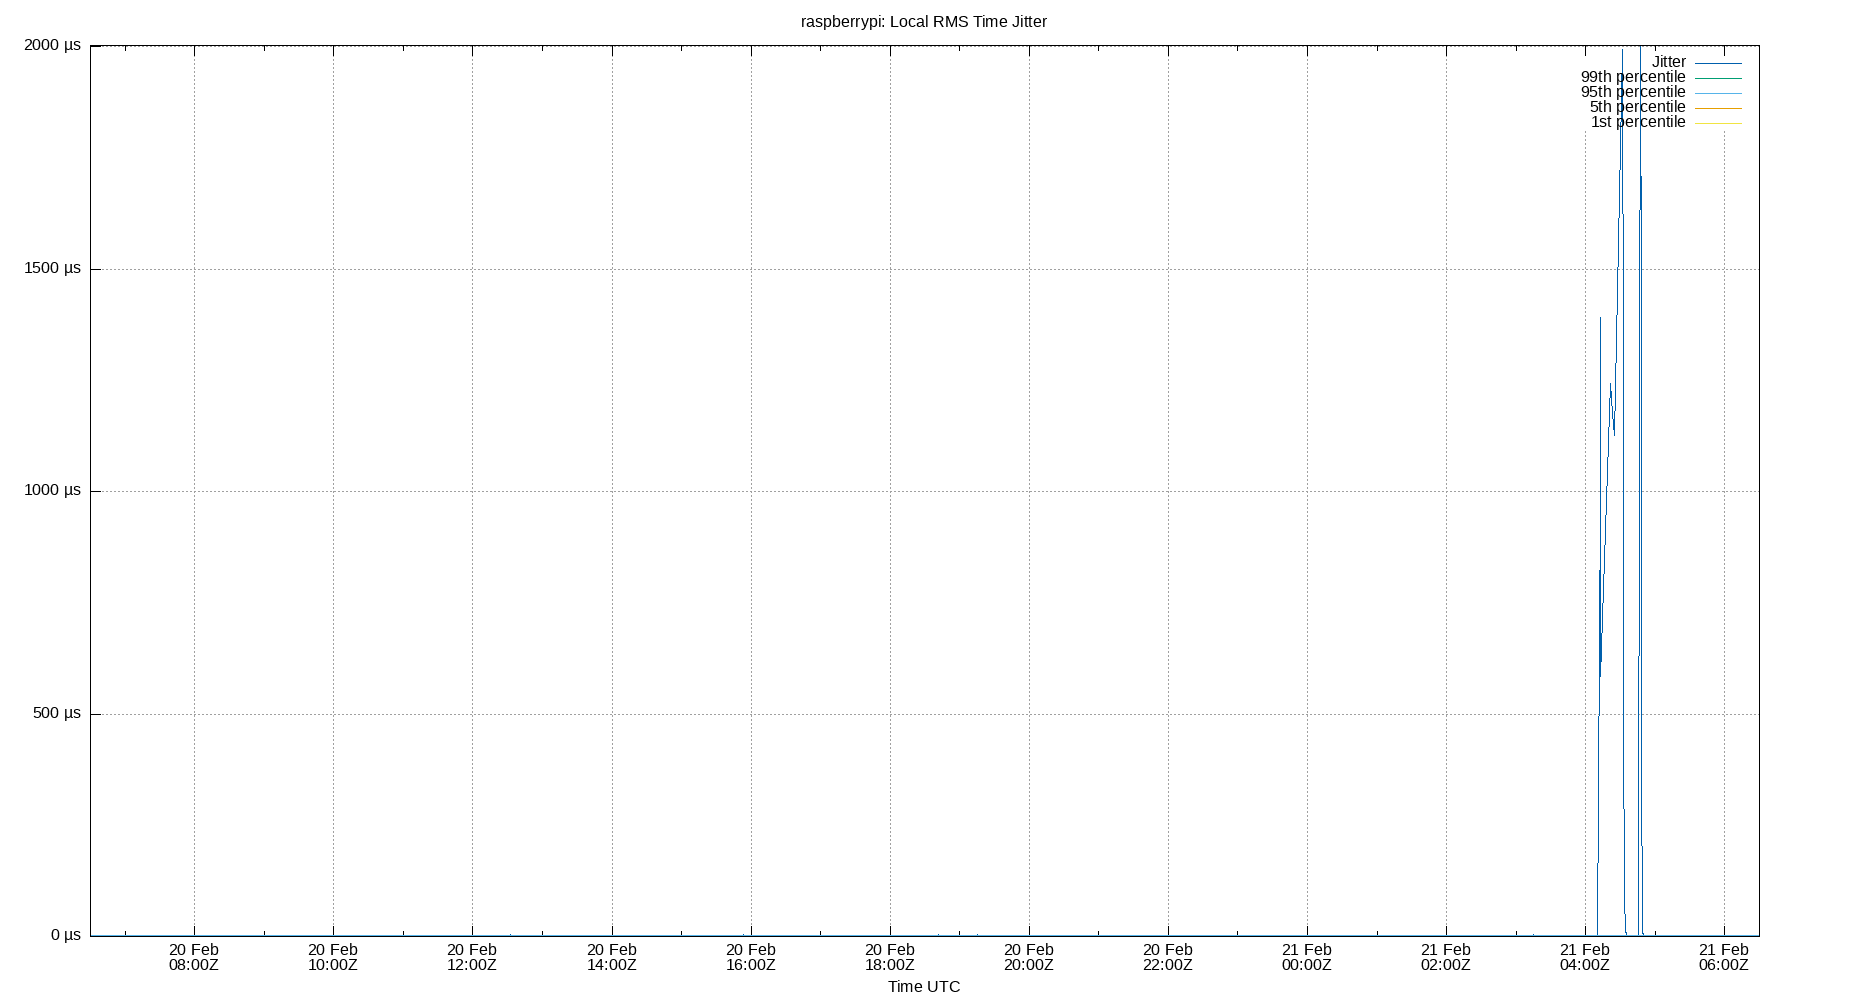 raspberrypi: Local RMS Time Jitter
2000 µs
1500 µs
1000 µs
500 µs
0 µs
Jitter
99th percentile
95th percentile
5th percentile
1st percentile
20 Feb 20 Feb 20 Feb 20 Feb 20 Feb 20 Feb 20 Feb 20 Feb 21 Feb 21 Feb 21 Feb 21 Feb
08:00Z 10:00Z 12:00Z 14:00Z 16:00Z 18:00Z 20:00Z 22:00Z 00:00Z 02:00Z 04:00Z 06:00Z
Time UTC